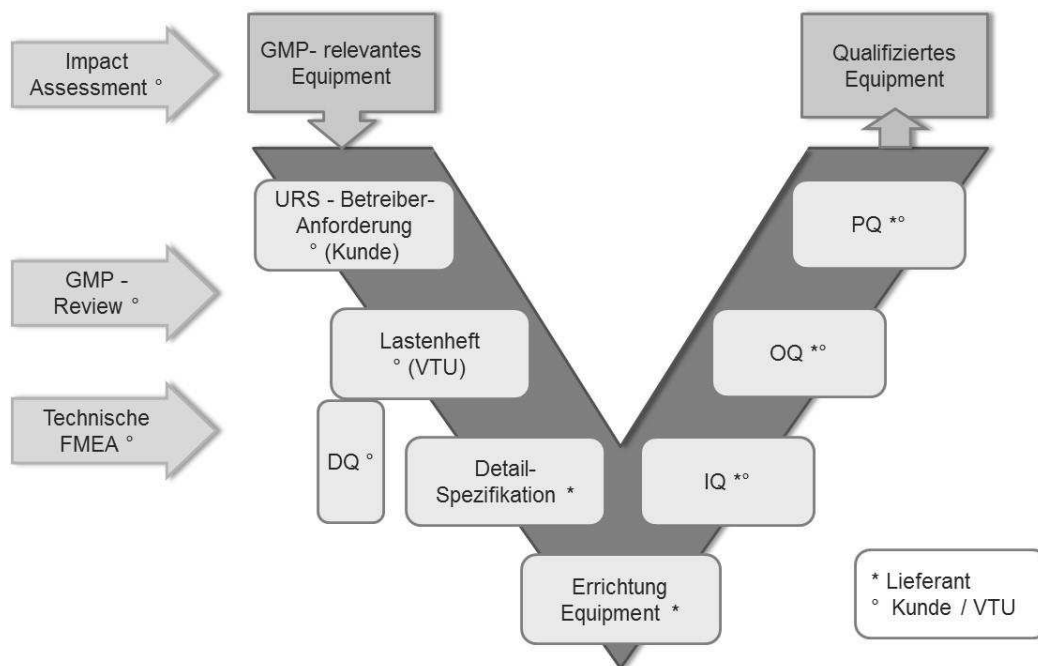 Impact
Assessment °
GMP- relevantes
Equipment
Qualifiziertes
Equipment
URS - Betreiber-
Anforderung
° (Kunde)
PQ *°
GMP -
Review °
Lastenheft
° (VTU)
OQ *°
Technische
FMEA °
DQ °
Detail-
Spezifikation *
IQ *°
Errichtung
Equipment *
* Lieferant
° Kunde / VTU